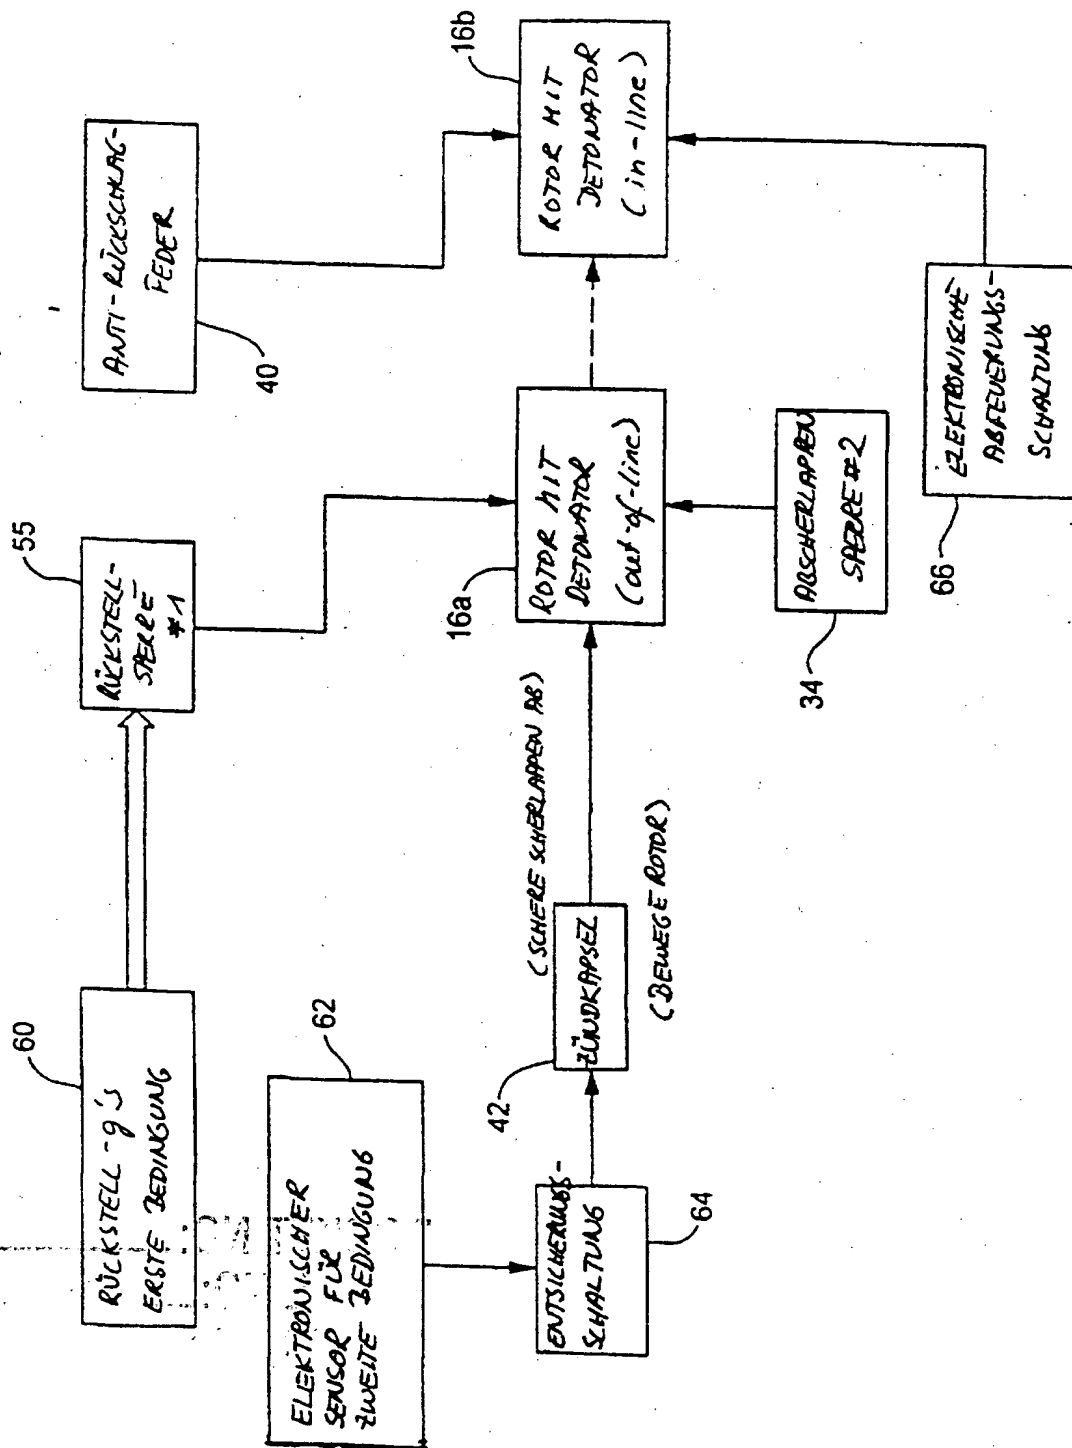 RÜCKSTELL-g's
ERSTE BEDINGUNG
60
RÜCKSTELL-
SPERRE
#1
55
ANTI-RÜCKSCHLAG-
FEDER
40
ELEKTRONISCHER
SENSOR FÜR
ZWEITE BEDINGUNG
62
ENTSICHERUNGS-
SCHALTUNG
64
ZÜNDKAPSEL
42
(SCHERE SCHERLAPPEN AB)
(BEWEGE ROTOR)
ROTOR MIT
DETONATOR
(out-of-line)
16a
ROTOR MIT
DETONATOR
(in-line)
16b
ABSCHERLAPPEN
SPERRE #2
34
ELEKTRONISCHE
ABFEUERUNGS-
SCHALTUNG
66